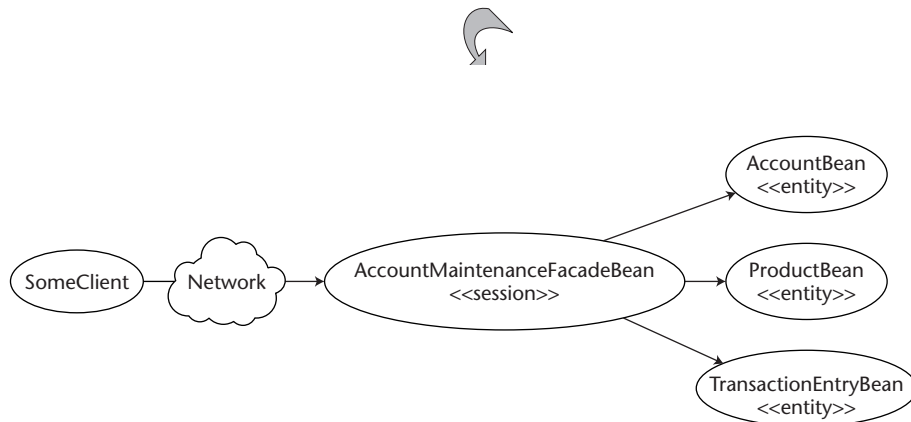 AccountBean
<<entity>>
SomeClient
Network
AccountMaintenanceFacadeBean
<<session>>
ProductBean
<<entity>>
TransactionEntryBean
<<entity>>